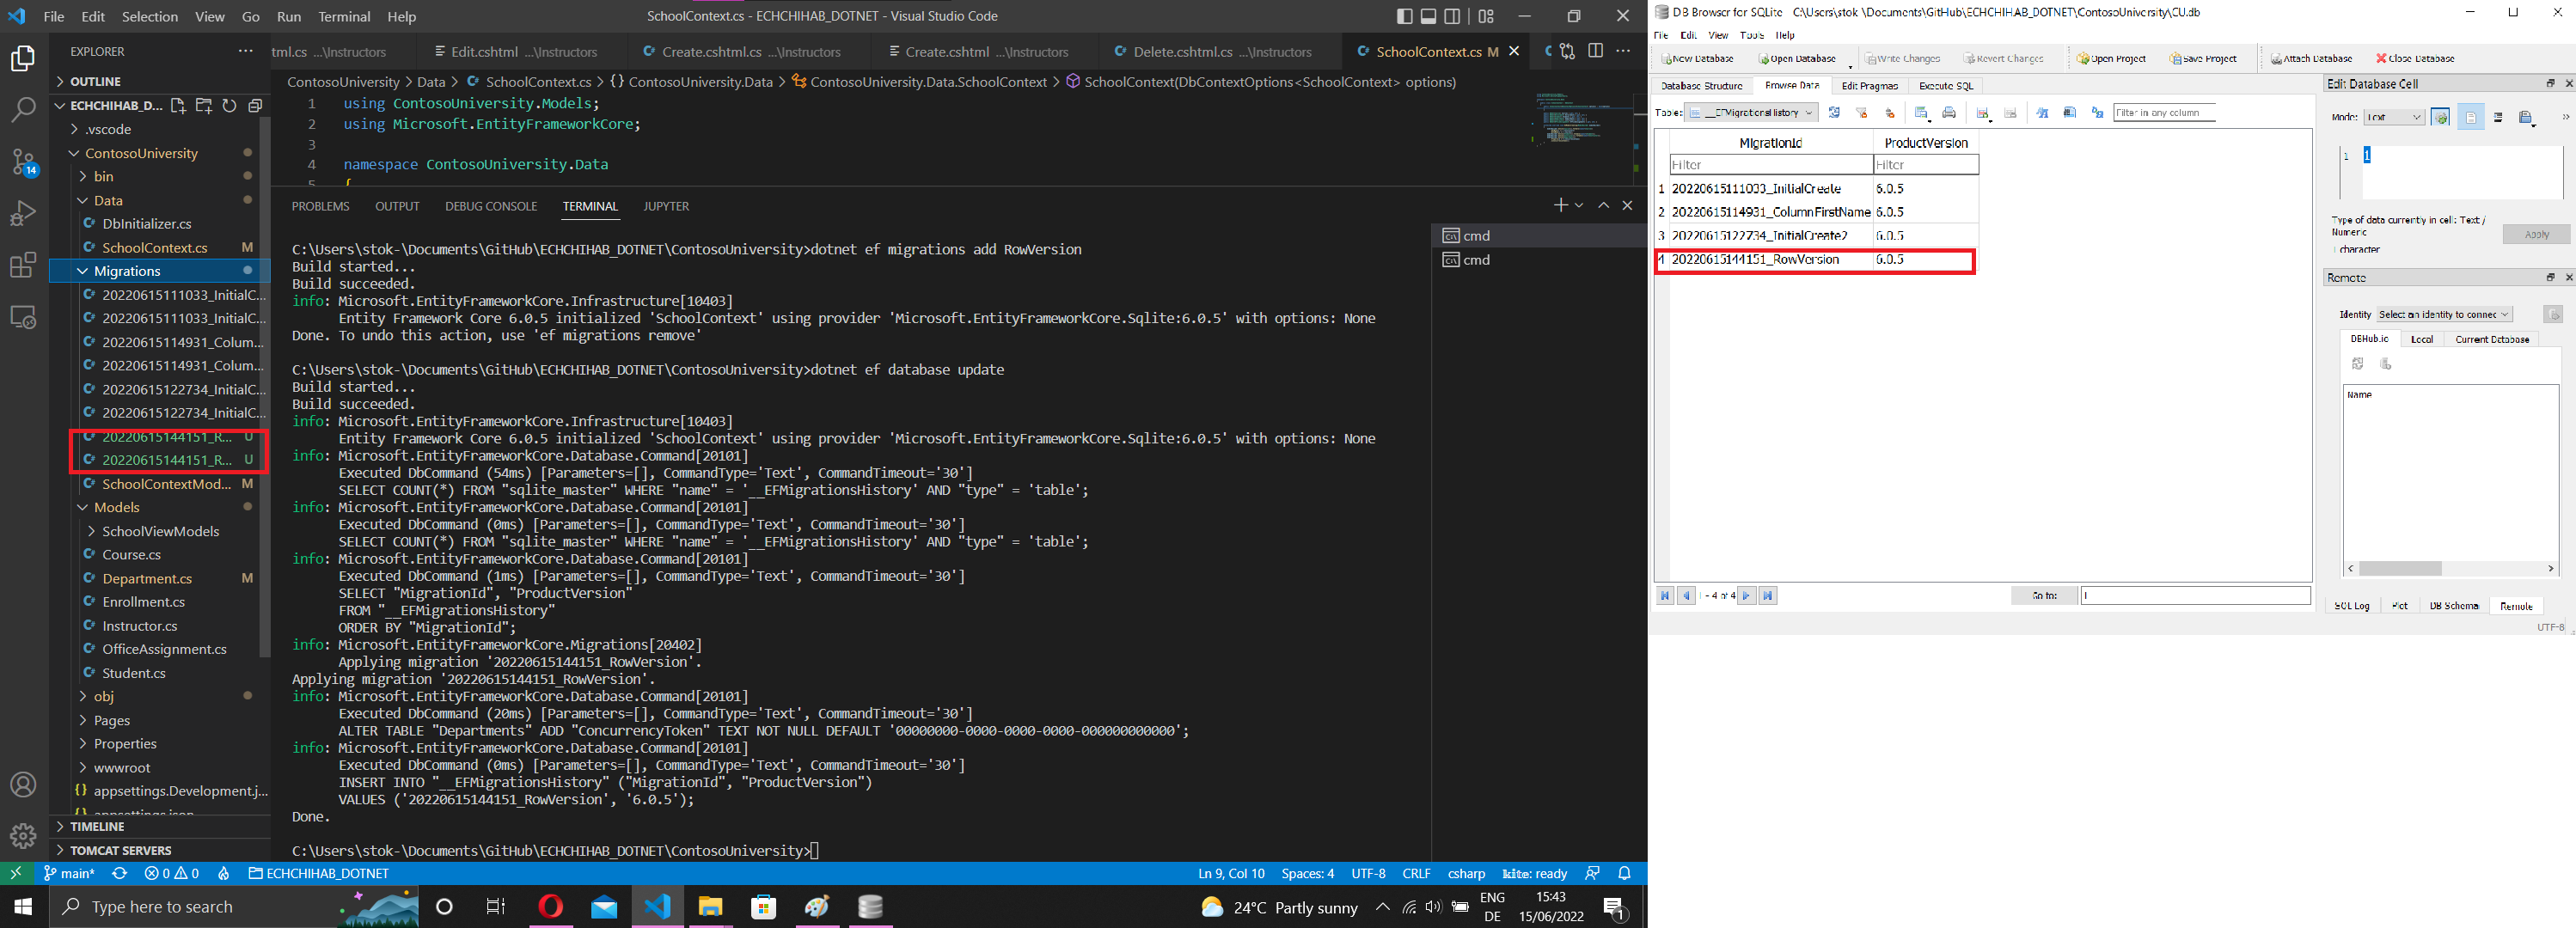 File Edit Selection View Go Run Terminal Help
SchoolContext.cs - ECHCHIHAB_DOTNET - Visual Studio Code
EXPLORER
OUTLINE
ECHCHIHAB_D...
.vscode
ContosoUniversity
bin
Data
DbInitializer.cs
SchoolContext.cs M
Migrations
20220615111033_InitialC...
20220615111033_InitialC...
20220615114931_Colum...
20220615114931_Colum...
20220615122734_InitialC...
20220615122734_InitialC...
20220615144151_R... U
20220615144151_R... U
SchoolContextMod... M
Models
SchoolViewModels
Course.cs
Department.cs M
Enrollment.cs
Instructor.cs
OfficeAssignment.cs
Student.cs
obj
Pages
Properties
wwwroot
appsettings.Development.j...
appsettings.json
TIMELINE
TOMCAT SERVERS
14
tml.cs ...\Instructors Edit.cshtml ...\Instructors Create.cshtml.cs ...\Instructors Create.cshtml ...\Instructors Delete.cshtml.cs ...\Instructors SchoolContext.cs M
ContosoUniversity > Data > SchoolContext.cs > {} ContosoUniversity.Data > ContosoUniversity.Data.SchoolContext > SchoolContext(DbContextOptions<SchoolContext> options)
1 using ContosoUniversity.Models;
2 using Microsoft.EntityFrameworkCore;
3
4 namespace ContosoUniversity.Data
5 {
PROBLEMS OUTPUT DEBUG CONSOLE TERMINAL JUPYTER
cmd
cmd
C:\Users\stok-\Documents\GitHub\ECHCHIHAB_DOTNET\ContosoUniversity>dotnet ef migrations add RowVersion
Build started...
Build succeeded.
info: Microsoft.EntityFrameworkCore.Infrastructure[10403]
Entity Framework Core 6.0.5 initialized 'SchoolContext' using provider 'Microsoft.EntityFrameworkCore.Sqlite:6.0.5' with options: None
Done. To undo this action, use 'ef migrations remove'
C:\Users\stok-\Documents\GitHub\ECHCHIHAB_DOTNET\ContosoUniversity>dotnet ef database update
Build started...
Build succeeded.
info: Microsoft.EntityFrameworkCore.Infrastructure[10403]
Entity Framework Core 6.0.5 initialized 'SchoolContext' using provider 'Microsoft.EntityFrameworkCore.Sqlite:6.0.5' with options: None
info: Microsoft.EntityFrameworkCore.Database.Command[20101]
Executed DbCommand (54ms) [Parameters=[], CommandType='Text', CommandTimeout='30']
SELECT COUNT(*) FROM "sqlite_master" WHERE "name" = '__EFMigrationsHistory' AND "type" = 'table';
info: Microsoft.EntityFrameworkCore.Database.Command[20101]
Executed DbCommand (0ms) [Parameters=[], CommandType='Text', CommandTimeout='30']
SELECT COUNT(*) FROM "sqlite_master" WHERE "name" = '__EFMigrationsHistory' AND "type" = 'table';
info: Microsoft.EntityFrameworkCore.Database.Command[20101]
Executed DbCommand (1ms) [Parameters=[], CommandType='Text', CommandTimeout='30']
SELECT "MigrationId", "ProductVersion"
FROM "__EFMigrationsHistory"
ORDER BY "MigrationId";
info: Microsoft.EntityFrameworkCore.Migrations[20402]
Applying migration '20220615144151_RowVersion'.
Applying migration '20220615144151_RowVersion'.
info: Microsoft.EntityFrameworkCore.Database.Command[20101]
Executed DbCommand (20ms) [Parameters=[], CommandType='Text', CommandTimeout='30']
ALTER TABLE "Departments" ADD "ConcurrencyToken" TEXT NOT NULL DEFAULT '00000000-0000-0000-0000-000000000000';
info: Microsoft.EntityFrameworkCore.Database.Command[20101]
Executed DbCommand (0ms) [Parameters=[], CommandType='Text', CommandTimeout='30']
INSERT INTO "__EFMigrationsHistory" ("MigrationId", "ProductVersion")
VALUES ('20220615144151_RowVersion', '6.0.5');
Done.
C:\Users\stok-\Documents\GitHub\ECHCHIHAB_DOTNET\ContosoUniversity>
main* 0 0 ECHCHIHAB_DOTNET
Ln 9, Col 10 Spaces: 4 UTF-8 CRLF csharp kite: ready
Type here to search
24°C Partly sunny
ENG
DE
15:43
15/06/2022
1
DB Browser for SQLite - C:\Users\stok-\Documents\GitHub\ECHCHIHAB_DOTNET\ContosoUniversity\CU.db
File Edit View Tools Help
New Database Open Database Write Changes Revert Changes Open Project Save Project Attach Database Close Database
Database Structure Browse Data Edit Pragmas Execute SQL
Table: __EFMigrationsHistory Filter in any column
MigrationId ProductVersion
Filter Filter
1 20220615111033_InitialCreate 6.0.5
2 20220615114931_ColumnFirstName 6.0.5
3 20220615122734_InitialCreate2 6.0.5
4 20220615144151_RowVersion 6.0.5
1 - 4 of 4 Go to: 1
Edit Database Cell
Mode: Text
1 1
Type of data currently in cell: Text /
Numeric
1 character
Apply
Remote
Identity Select an identity to connec
DBHub.io Local Current Database
Name
SQL Log Plot DB Schema Remote
UTF-8